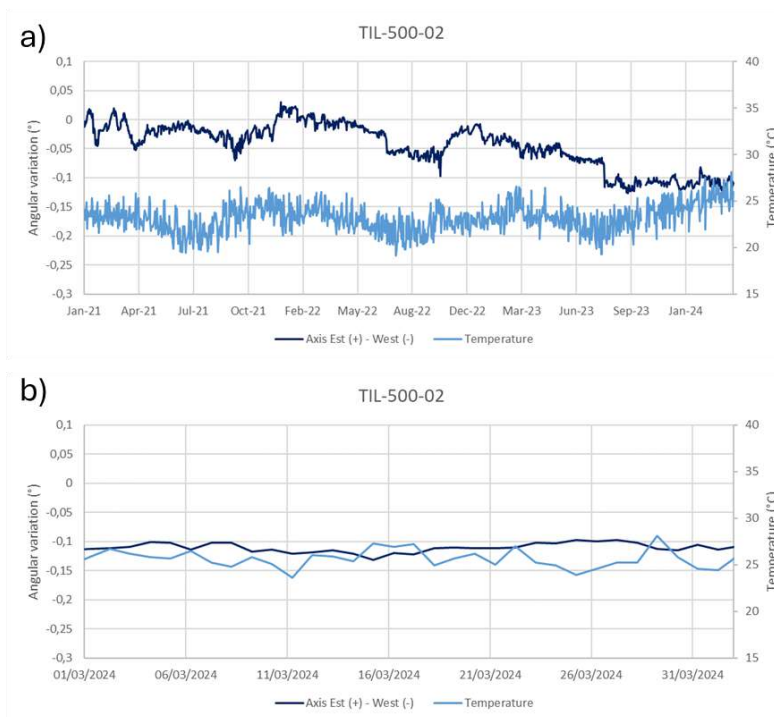 a)
TIL-500-02
0,1
0,05
0
-0,05
-0,1
-0,15
-0,2
-0,25
-0,3
Angular variation (°)
40
35
30
25
20
15
Temperature (°C)
Jan-21 Apr-21 Jul-21 Oct-21 Feb-22 May-22 Aug-22 Dec-22 Mar-23 Jun-23 Sep-23 Jan-24
Axis Est (+) - West (-) Temperature
b)
TIL-500-02
0,1
0,05
0
-0,05
-0,1
-0,15
-0,2
-0,25
-0,3
Angular variation (°)
40
35
30
25
20
15
Temperature (°C)
01/03/2024 06/03/2024 11/03/2024 16/03/2024 21/03/2024 26/03/2024 31/03/2024
Axis Est (+) - West (-) Temperature